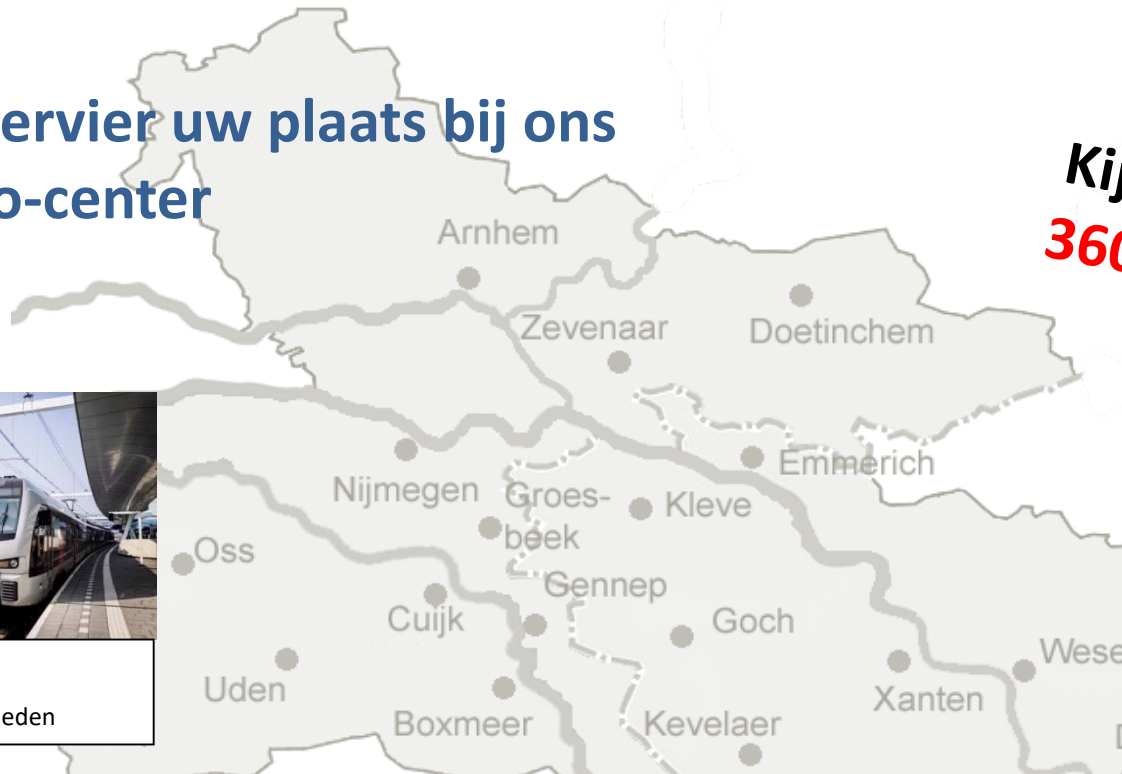 ervier uw plaats bij ons
o-center
Kij
360
Arnhem
Zevenaar
Doetinchem
Emmerich
Nijmegen
Groes-
beek
Kleve
Oss
Gennep
Cuijk
Goch
Wese
Uden
Xanten
Boxmeer
Kevelaer
eden